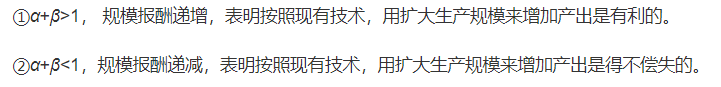 ①α+β>1， 规模报酬递增，表明按照现有技术，用扩大生产规模来增加产出是有利的。
②α+β<1，规模报酬递减，表明按照现有技术，用扩大生产规模来增加产出是得不偿失的。